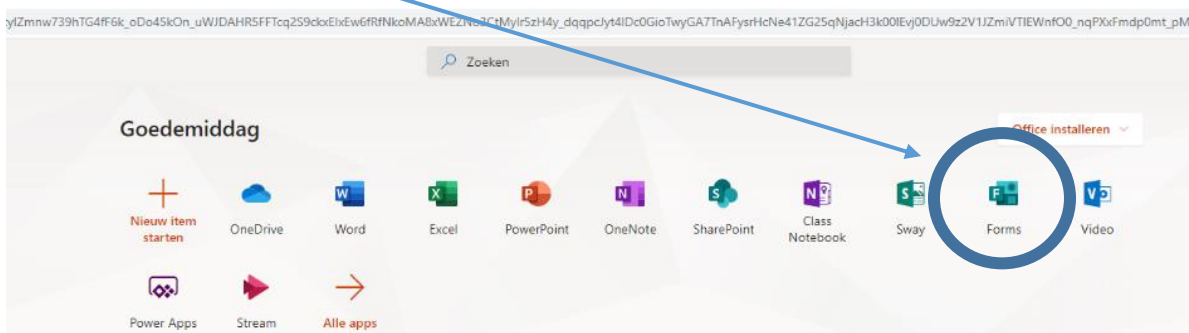 Zoeken
Goedemiddag
Office installeren
Nieuw item starten
OneDrive
Word
Excel
PowerPoint
OneNote
SharePoint
Class Notebook
Sway
Forms
Video
Power Apps
Stream
Alle apps